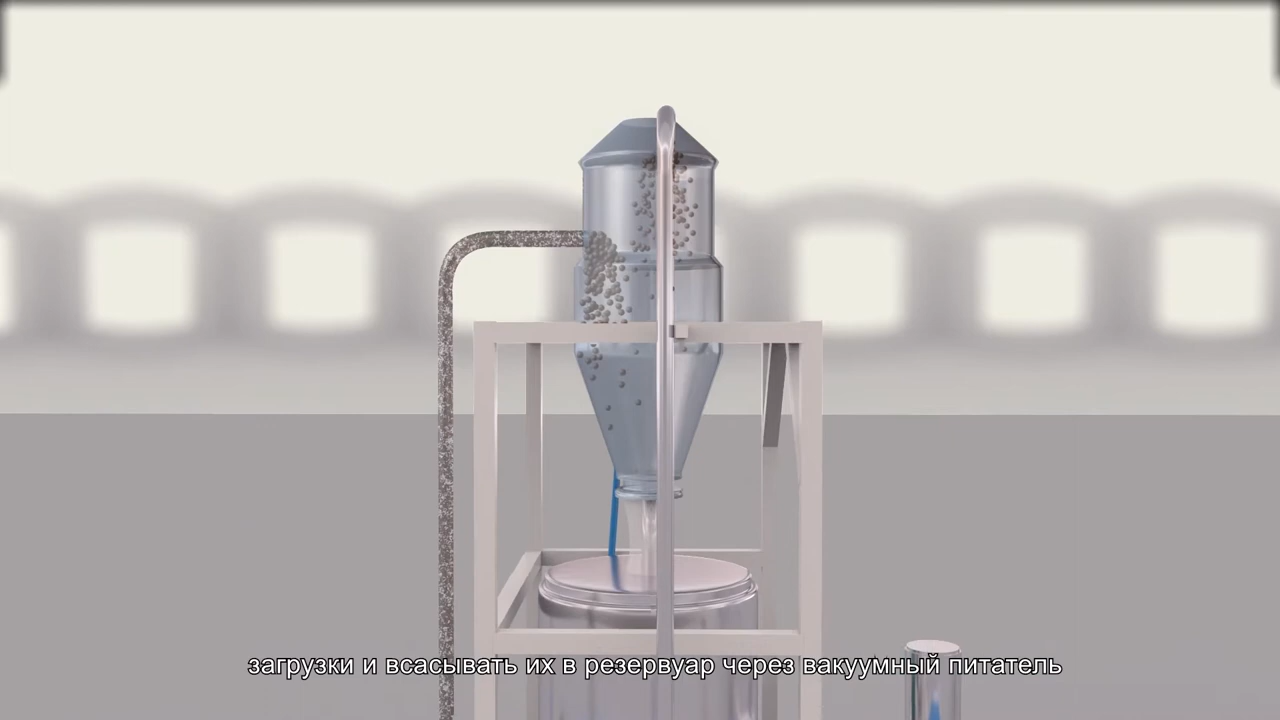 загрузки и всасывать их в резервуар через вакуумный питатель